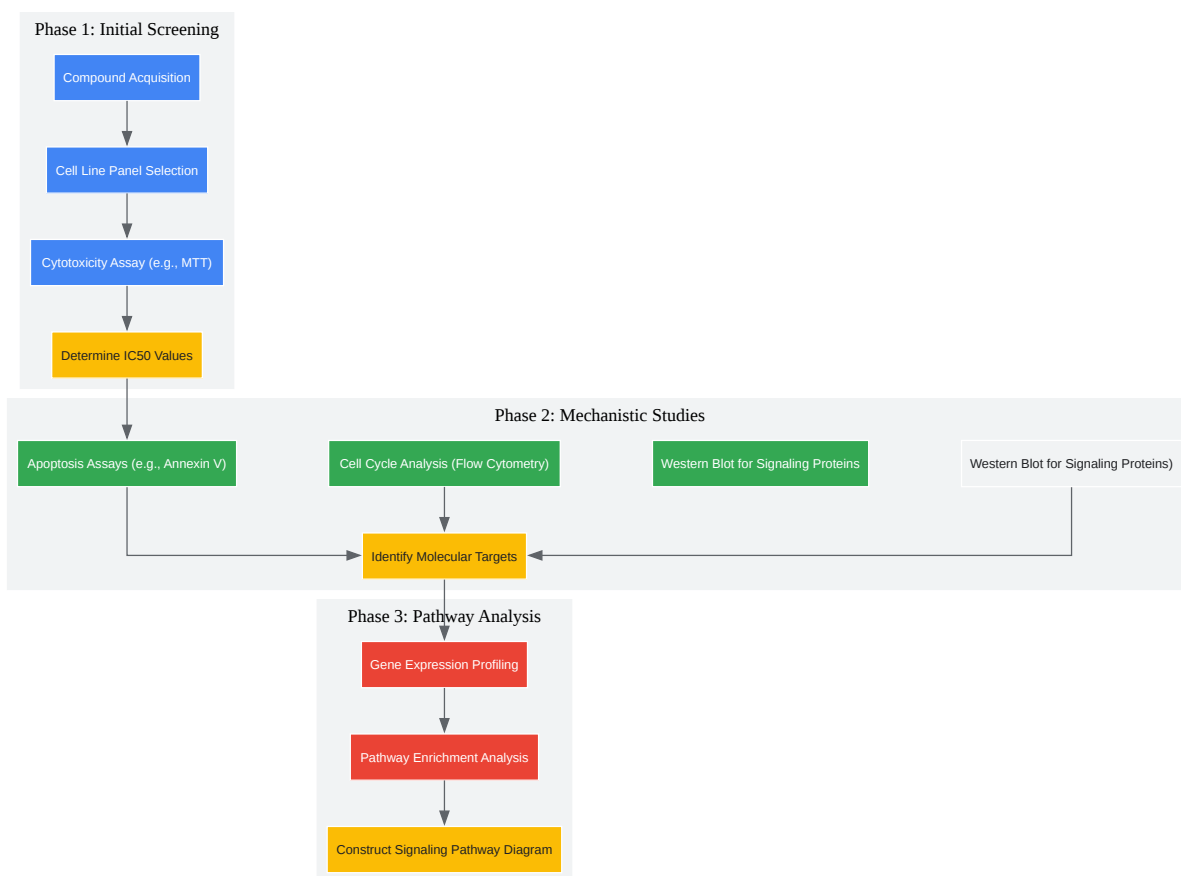 Phase 1: Initial Screening
Compound Acquisition
Cell Line Panel Selection
Cytotoxicity Assay (e.g., MTT)
Determine IC50 Values
Phase 2: Mechanistic Studies
Apoptosis Assays (e.g., Annexin V)
Cell Cycle Analysis (Flow Cytometry)
Western Blot for Signaling Proteins
Western Blot for Signaling Proteins)
Identify Molecular Targets
Phase 3: Pathway Analysis
Gene Expression Profiling
Pathway Enrichment Analysis
Construct Signaling Pathway Diagram